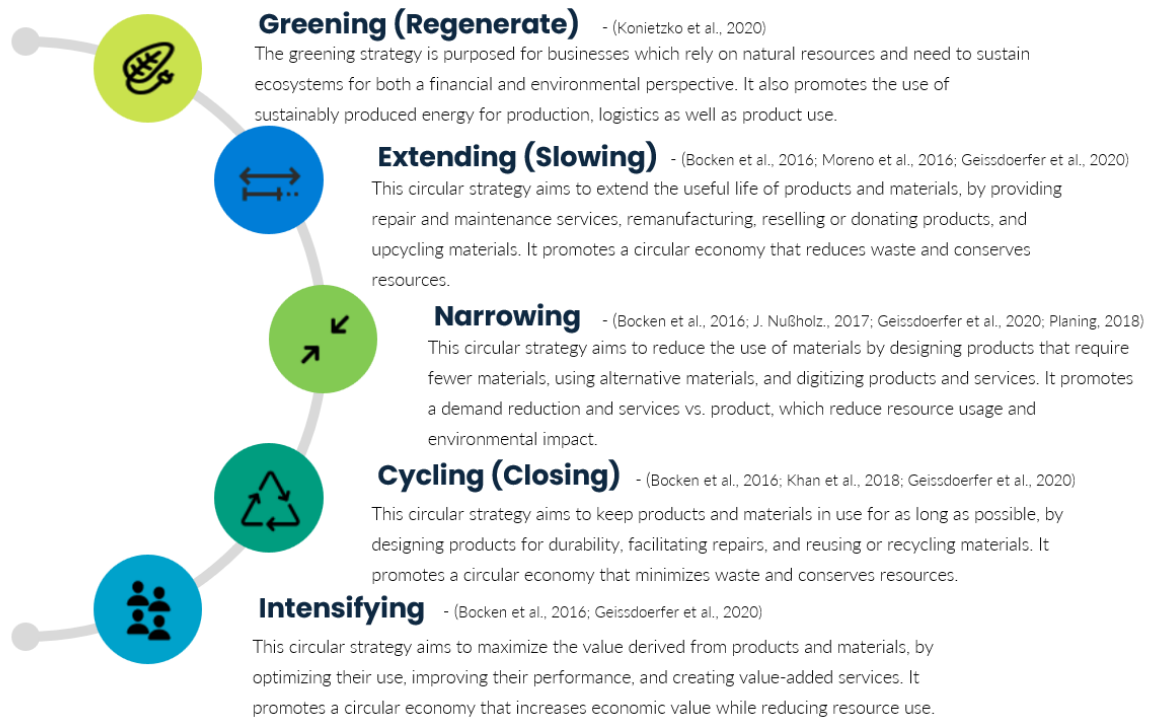 Greening (Regenerate) - (Konietzko et al., 2020)
The greening strategy is purposed for businesses which rely on natural resources and need to sustain
ecosystems for both a financial and environmental perspective. It also promotes the use of
sustainably produced energy for production, logistics as well as product use.
Extending (Slowing) - (Bocken et al., 2016; Moreno et al., 2016; Geissdoerfer et al., 2020)
This circular strategy aims to extend the useful life of products and materials, by providing
repair and maintenance services, remanufacturing, reselling or donating products, and
upcycling materials. It promotes a circular economy that reduces waste and conserves
resources.
Narrowing - (Bocken et al., 2016; J. Nußholz., 2017; Geissdoerfer et al., 2020; Planing, 2018)
This circular strategy aims to reduce the use of materials by designing products that require
fewer materials, using alternative materials, and digitizing products and services. It promotes
a demand reduction and services vs. product, which reduce resource usage and
environmental impact.
Cycling (Closing) - (Bocken et al., 2016; Khan et al., 2018; Geissdoerfer et al., 2020)
This circular strategy aims to keep products and materials in use for as long as possible, by
designing products for durability, facilitating repairs, and reusing or recycling materials. It
promotes a circular economy that minimizes waste and conserves resources.
Intensifying - (Bocken et al., 2016; Geissdoerfer et al., 2020)
This circular strategy aims to maximize the value derived from products and materials, by
optimizing their use, improving their performance, and creating value-added services. It
promotes a circular economy that increases economic value while reducing resource use.